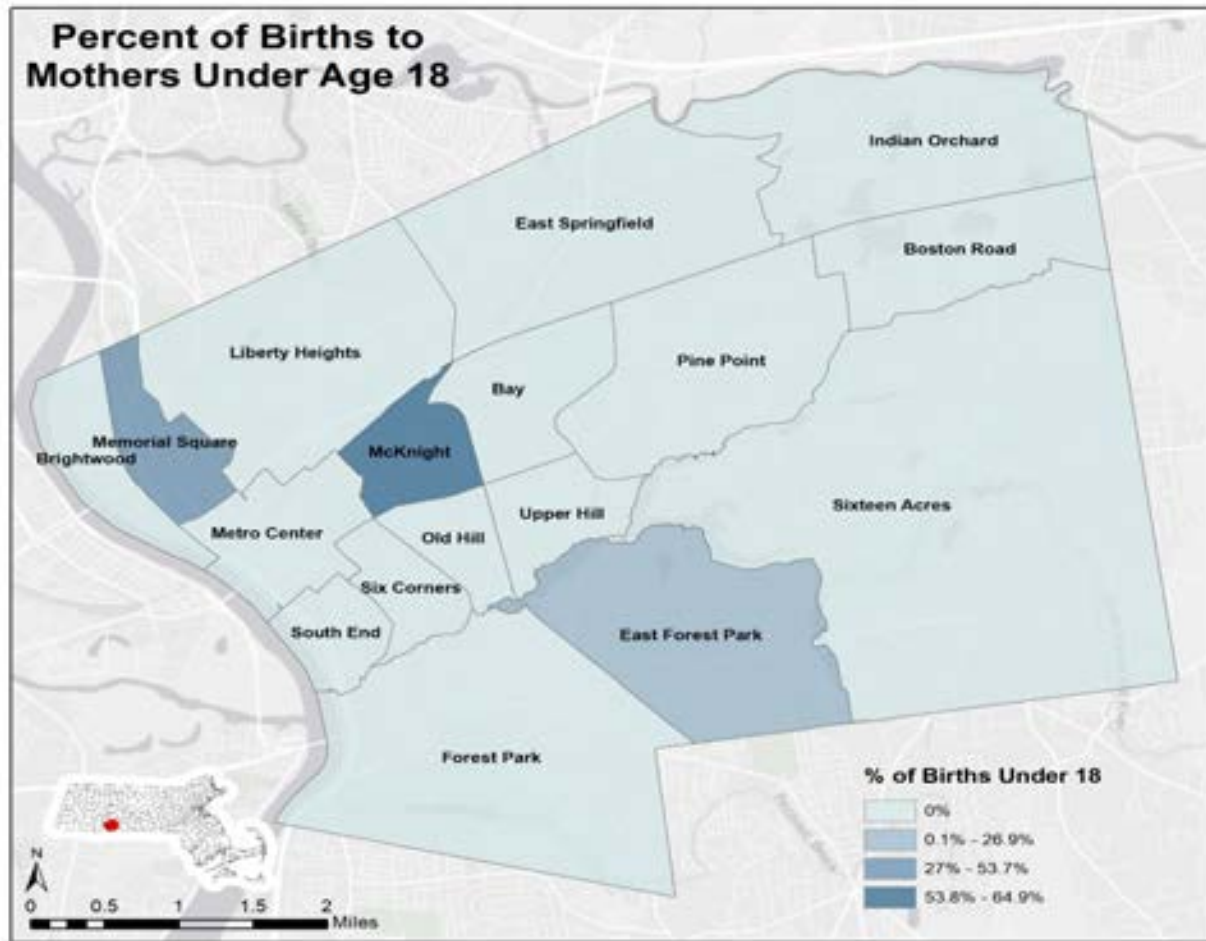 Percent of Births to
Mothers Under Age 18
Indian Orchard
East Springfield
Boston Road
Liberty Heights
Pine Point
Bay
Memorial Square
Brightwood
McKnight
Sixteen Acres
Upper Hill
Metro Center
Old Hill
Six Corners
South End
East Forest Park
Forest Park
% of Births Under 18
0%
0.1% - 26.9%
27% - 53.7%
53.8% - 64.9%
N
0 0.5 1 2
Miles